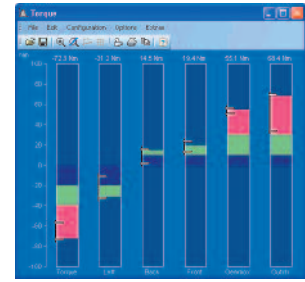 Torque
File Edit Configuration Options Extras
-72.3 Nm -31.2 Nm 14.5 Nm 19.4 Nm 55.1 Nm 68.4 Nm
100
80
60
40
20
0
-20
-40
-60
-80
-100
Torque Left Back Front Clutch